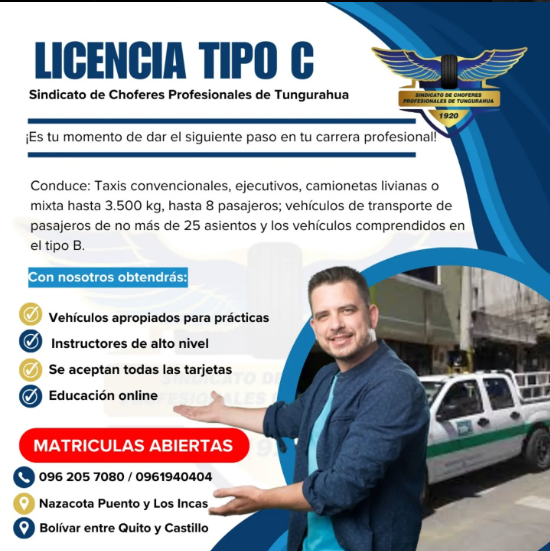 LICENCIA TIPO C
Sindicato de Choferes Profesionales de Tungurahua
SINDICATO DE CHOFERES
PROFESIONALES DE TUNGURAHUA
1920
¡Es tu momento de dar el siguiente paso en tu carrera profesional!
Conduce: Taxis convencionales, ejecutivos, camionetas livianas o
mixta hasta 3.500 kg, hasta 8 pasajeros; vehículos de transporte de
pasajeros de no más de 25 asientos y los vehículos comprendidos en
el tipo B.
Con nosotros obtendrás:
Vehículos apropiados para prácticas
Instructores de alto nivel
Se aceptan todas las tarjetas
Educación online
MATRICULAS ABIERTAS
096 205 7080 / 0961940404
Nazacota Puento y Los Incas
Bolívar entre Quito y Castillo